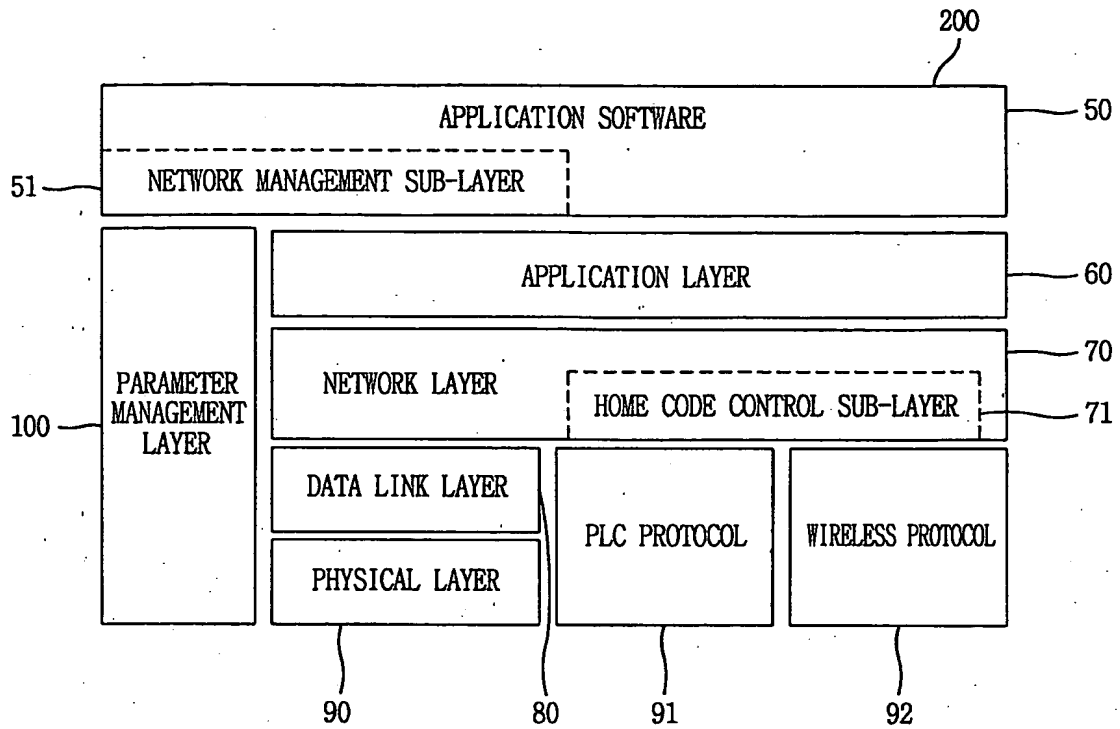 200
APPLICATION SOFTWARE
50
NETWORK MANAGEMENT SUB-LAYER
51
APPLICATION LAYER
60
NETWORK LAYER
70
HOME CODE CONTROL SUB-LAYER
71
PARAMETER
MANAGEMENT
LAYER
100
DATA LINK LAYER
PLC PROTOCOL
WIRELESS PROTOCOL
PHYSICAL LAYER
90
80
91
92